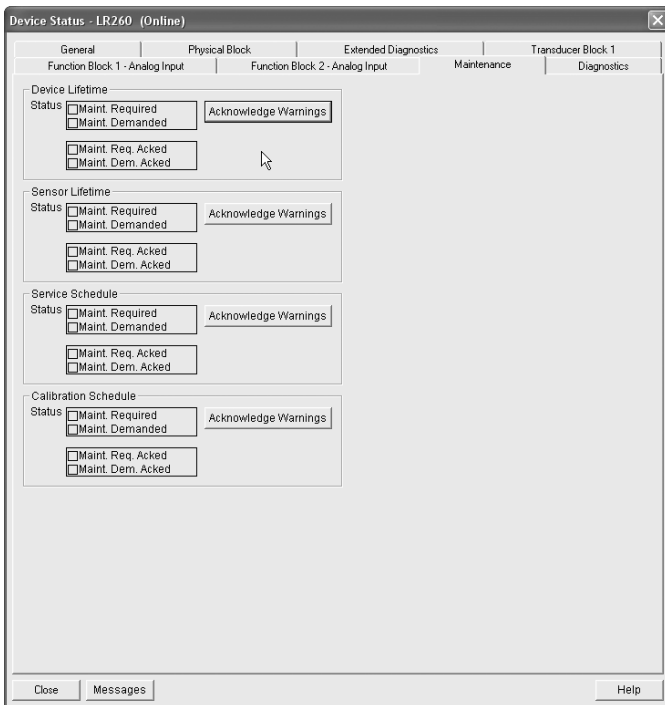 Device Status - LR260 (Online)
General Physical Block Extended Diagnostics Transducer Block 1
Function Block 1 - Analog Input Function Block 2 - Analog Input Maintenance Diagnostics
Device Lifetime
Status Maint. Required Acknowledge Warnings
Maint. Demanded
Maint. Req. Acked
Maint. Dem. Acked
Sensor Lifetime
Status Maint. Required Acknowledge Warnings
Maint. Demanded
Maint. Req. Acked
Maint. Dem. Acked
Service Schedule
Status Maint. Required Acknowledge Warnings
Maint. Demanded
Maint. Req. Acked
Maint. Dem. Acked
Calibration Schedule
Status Maint. Required Acknowledge Warnings
Maint. Demanded
Maint. Req. Acked
Maint. Dem. Acked
Close Messages Help